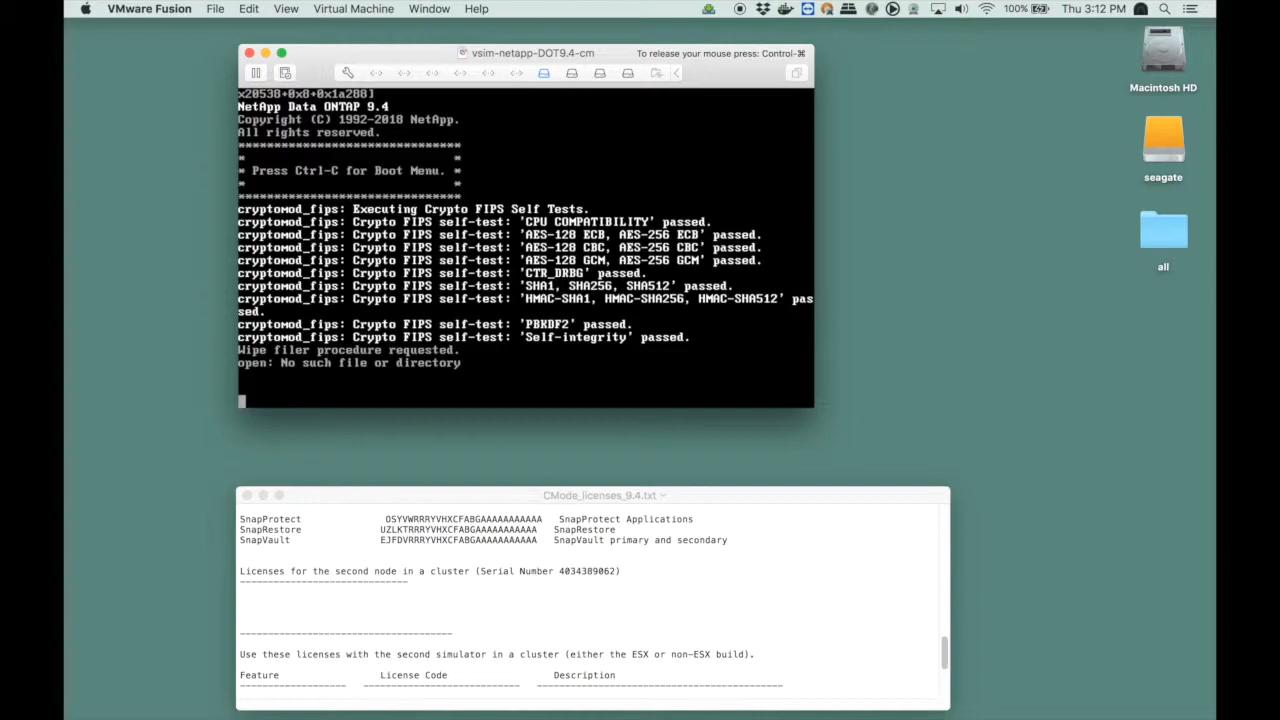 VMware Fusion File Edit View Virtual Machine Window Help 100% Thu 3:12 PM
vsim-netapp-DOT9.4-cm To release your mouse press: Control-⌘
Macintosh HD
seagate
all
x20538+0x8+0x1a288]
NetApp Data ONTAP 9.4
Copyright (C) 1992-2018 NetApp.
All rights reserved.
*******************************
* *
* Press Ctrl-C for Boot Menu. *
* *
*******************************
cryptomod_fips: Executing Crypto FIPS Self Tests.
cryptomod_fips: Crypto FIPS self-test: 'CPU COMPATIBILITY' passed.
cryptomod_fips: Crypto FIPS self-test: 'AES-128 ECB, AES-256 ECB' passed.
cryptomod_fips: Crypto FIPS self-test: 'AES-128 CBC, AES-256 CBC' passed.
cryptomod_fips: Crypto FIPS self-test: 'AES-128 GCM, AES-256 GCM' passed.
cryptomod_fips: Crypto FIPS self-test: 'CTR_DRBG' passed.
cryptomod_fips: Crypto FIPS self-test: 'SHA1, SHA256, SHA512' passed.
cryptomod_fips: Crypto FIPS self-test: 'HMAC-SHA1, HMAC-SHA256, HMAC-SHA512' pas
sed.
cryptomod_fips: Crypto FIPS self-test: 'PBKDF2' passed.
cryptomod_fips: Crypto FIPS self-test: 'Self-integrity' passed.
Wipe filer procedure requested.
open: No such file or directory
CMode_licenses_9.4.txt
SnapProtect OSYVWRRRYVHXCFABGAAAAAAAAAAA SnapProtect Applications
SnapRestore UZLKTRRRYVHXCFABGAAAAAAAAAAA SnapRestore
SnapVault EJFDVRRRYVHXCFABGAAAAAAAAAAA SnapVault primary and secondary
Licenses for the second node in a cluster (Serial Number 4034389062)
-----------------------------
-------------------------------------
Use these licenses with the second simulator in a cluster (either the ESX or non-ESX build).
Feature License Code Description
------------------- ---------------------------- -------------------------------------------